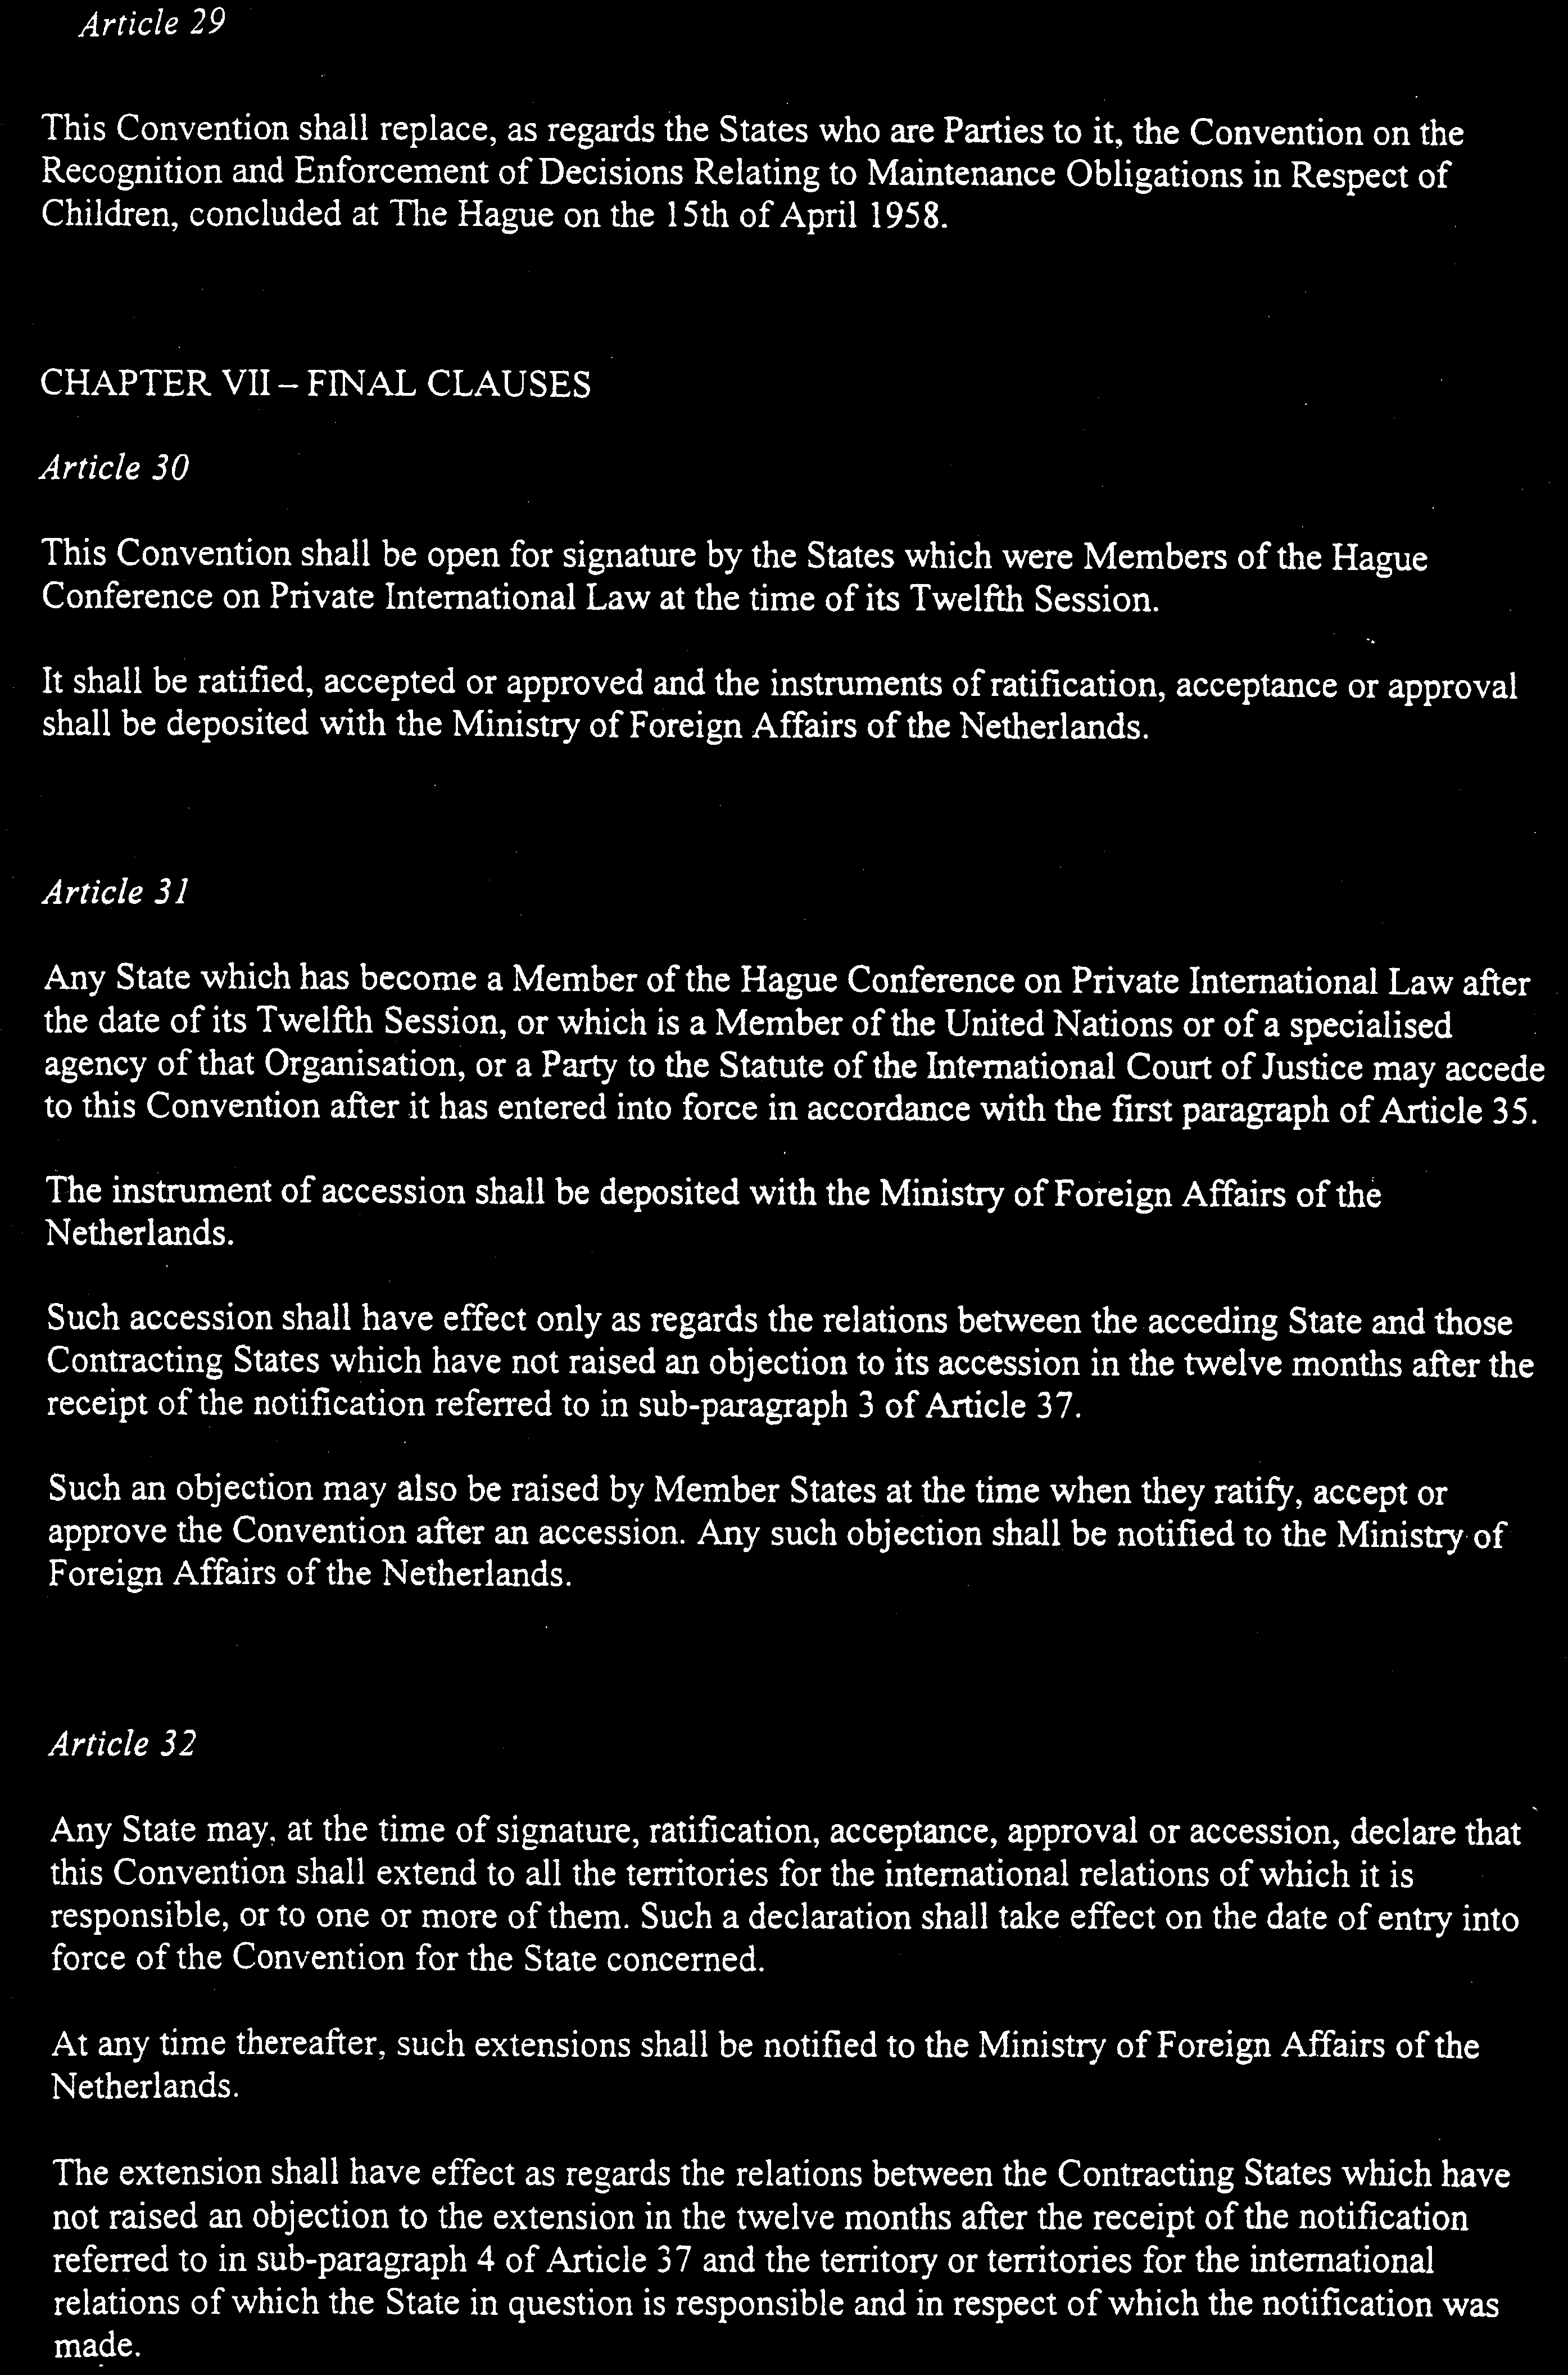 Article 29
This Convention shall replace, as regards the States who are Parties to it, the Convention on the
Recognition and Enforcement of Decisions Relating to Maintenance Obligations in Respect of
Children, concluded at The Hague on the 15th of April 1958.
CHAPTER VII – FINAL CLAUSES
Article 30
This Convention shall be open for signature by the States which were Members of the Hague
Conference on Private International Law at the time of its Twelfth Session.
It shall be ratified, accepted or approved and the instruments of ratification, acceptance or approval
shall be deposited with the Ministry of Foreign Affairs of the Netherlands.
Article 31
Any State which has become a Member of the Hague Conference on Private International Law after
the date of its Twelfth Session, or which is a Member of the United Nations or of a specialised
agency of that Organisation, or a Party to the Statute of the International Court of Justice may accede
to this Convention after it has entered into force in accordance with the first paragraph of Article 35.
The instrument of accession shall be deposited with the Ministry of Foreign Affairs of the
Netherlands.
Such accession shall have effect only as regards the relations between the acceding State and those
Contracting States which have not raised an objection to its accession in the twelve months after the
receipt of the notification referred to in sub-paragraph 3 of Article 37.
Such an objection may also be raised by Member States at the time when they ratify, accept or
approve the Convention after an accession. Any such objection shall be notified to the Ministry of
Foreign Affairs of the Netherlands.
Article 32
Any State may, at the time of signature, ratification, acceptance, approval or accession, declare that
this Convention shall extend to all the territories for the international relations of which it is
responsible, or to one or more of them. Such a declaration shall take effect on the date of entry into
force of the Convention for the State concerned.
At any time thereafter, such extensions shall be notified to the Ministry of Foreign Affairs of the
Netherlands.
The extension shall have effect as regards the relations between the Contracting States which have
not raised an objection to the extension in the twelve months after the receipt of the notification
referred to in sub-paragraph 4 of Article 37 and the territory or territories for the international
relations of which the State in question is responsible and in respect of which the notification was
made.